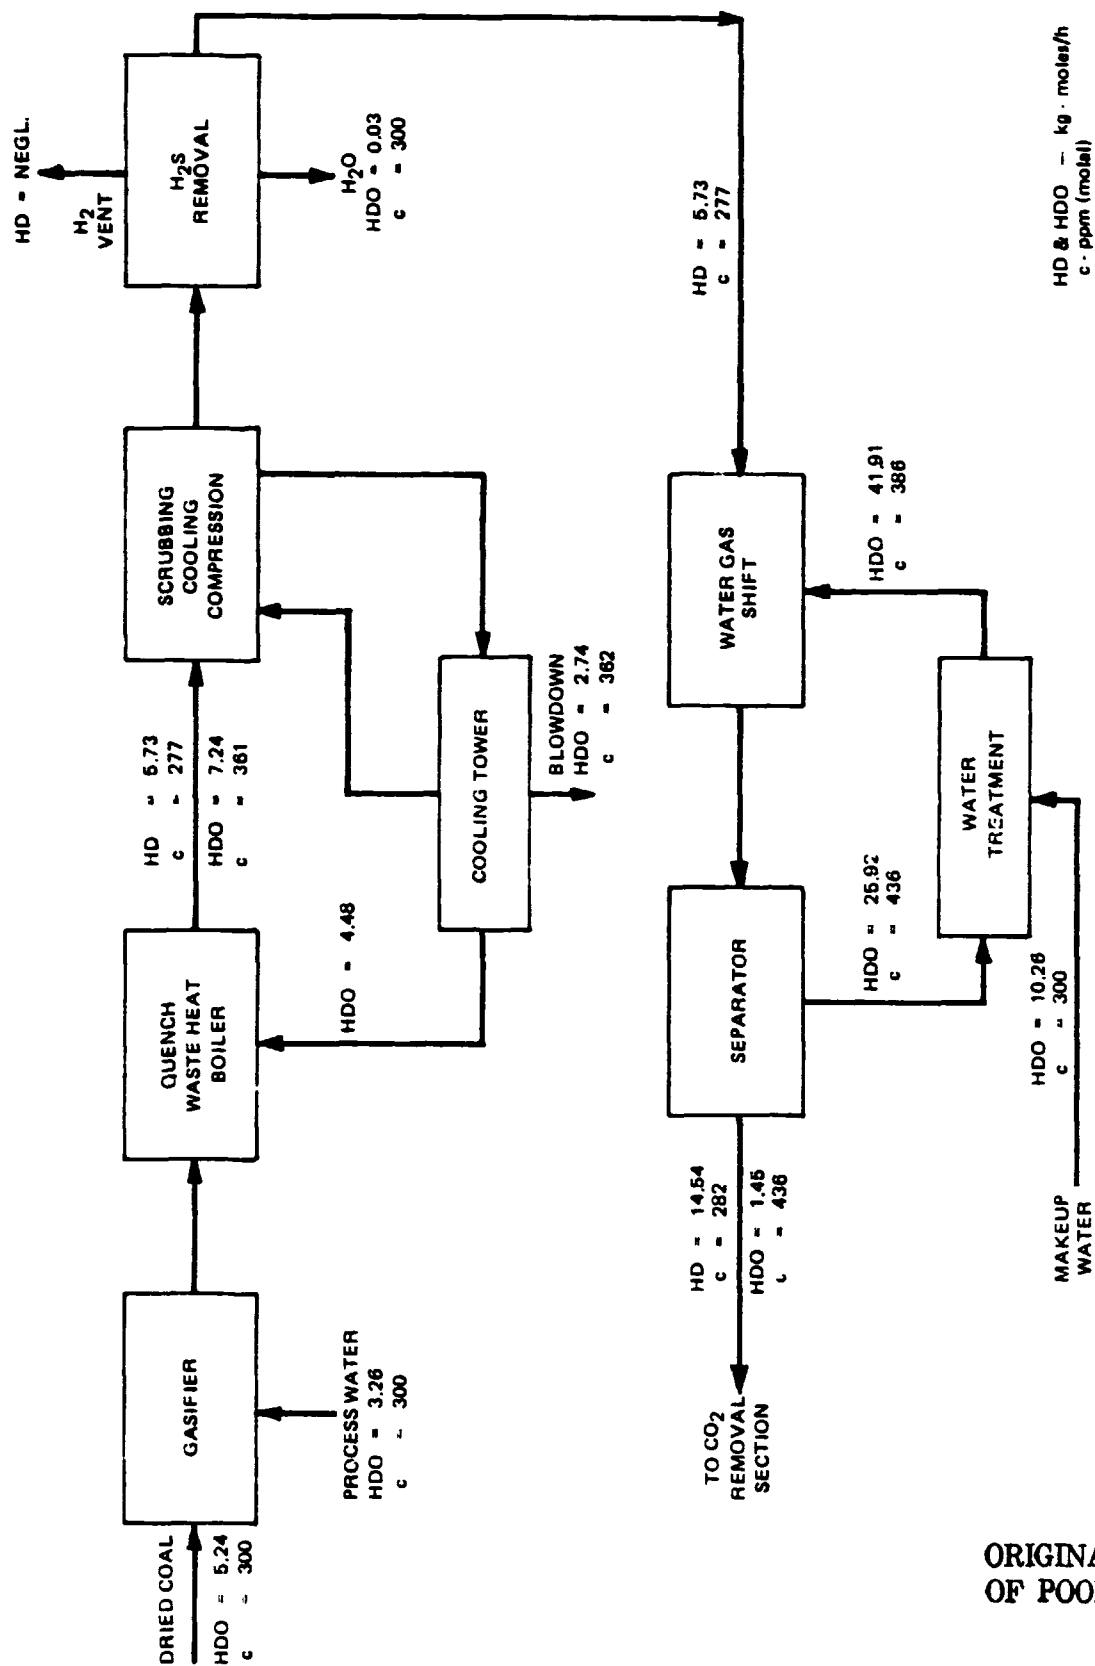 DRIED COAL
HDO = 5.24
c = 300
GASIFIER
PROCESS WATER
HDO = 3.26
c = 300
QUENCH
WASTE HEAT
BOILER
HDO = 4.48
HD = 5.73
c = 277
HDO = 7.24
c = 361
SCRUBBING
COOLING
COMPRESSION
COOLING TOWER
BLOWDOWN
HDO = 2.74
c = 362
HD = NEGL.
H2
VENT
H2S
REMOVAL
H2O
HDO = 0.03
c = 300
HD = 5.73
c = 277
WATER GAS
SHIFT
HDO = 41.91
c = 386
SEPARATOR
HDO = 25.92
c = 436
WATER
TREATMENT
HDO = 10.26
c = 300
MAKEUP
WATER
HD = 14.54
c = 282
HDO = 1.45
c = 436
TO CO2
REMOVAL
SECTION
HD & HDO — kg · moles/h
c · ppm (molal)
ORIGINA
OF POO